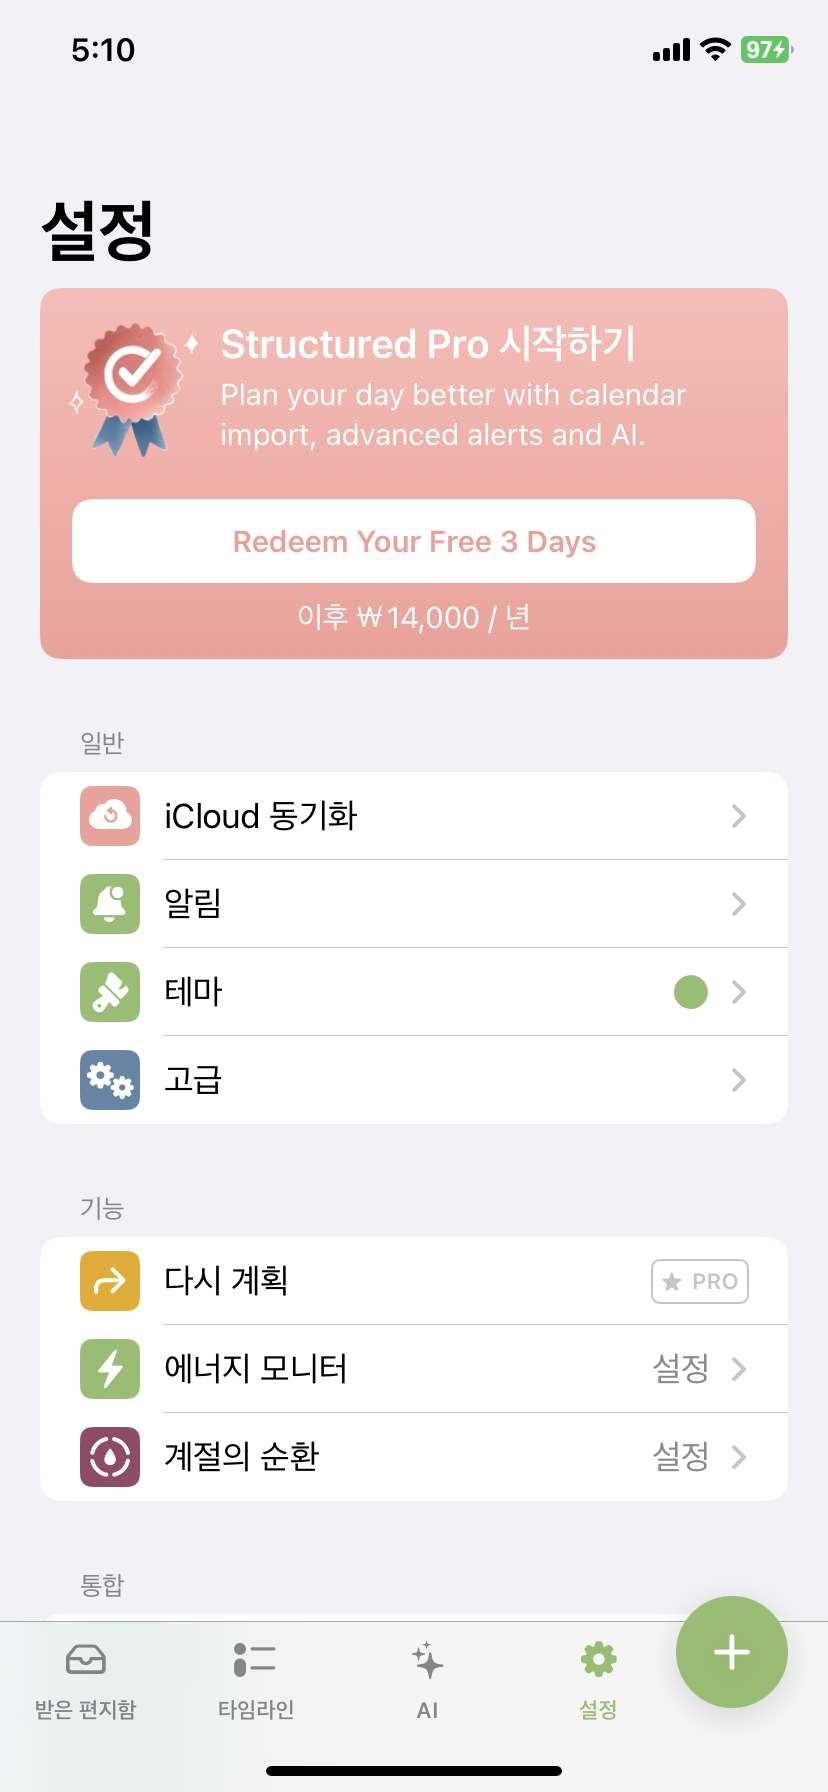 5:10
97
설정
Structured Pro 시작하기
Plan your day better with calendar
import, advanced alerts and AI.
Redeem Your Free 3 Days
이후 ₩14,000 / 년
일반
iCloud 동기화
알림
테마
고급
기능
다시 계획
PRO
에너지 모니터
설정
계절의 순환
설정
통합
받은 편지함
타임라인
AI
설정